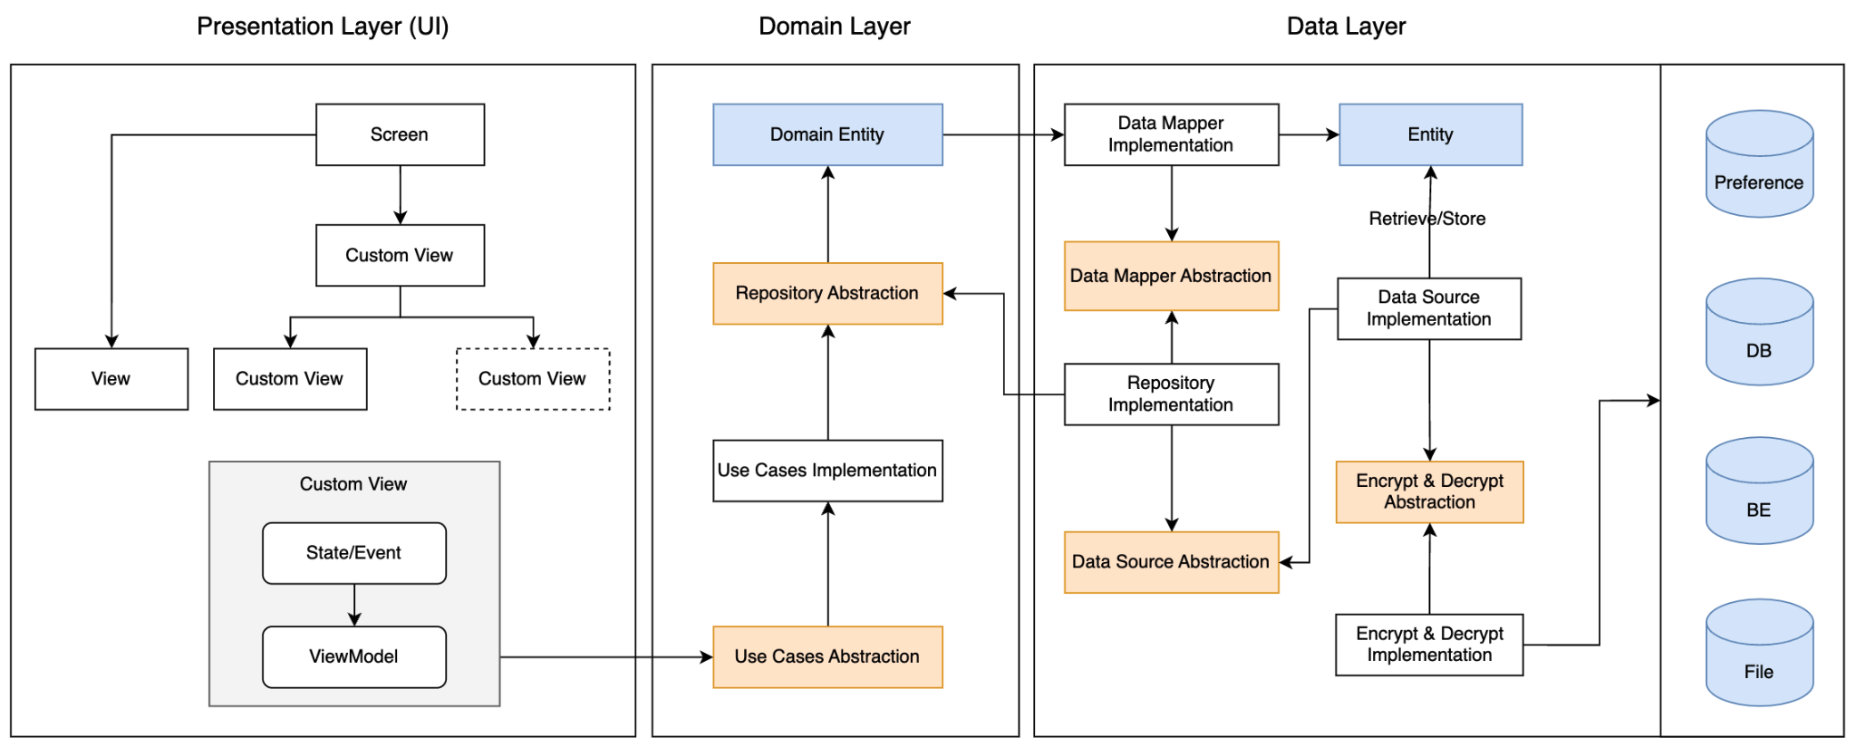 Presentation Layer (UI)
Domain Layer
Data Layer
Screen
Custom View
View
Custom View
Custom View
Custom View
State/Event
ViewModel
Domain Entity
Repository Abstraction
Use Cases Implementation
Use Cases Abstraction
Data Mapper
Implementation
Data Mapper Abstraction
Repository
Implementation
Data Source Abstraction
Entity
Retrieve/Store
Data Source
Implementation
Encrypt & Decrypt
Abstraction
Encrypt & Decrypt
Implementation
Preference
DB
BE
File